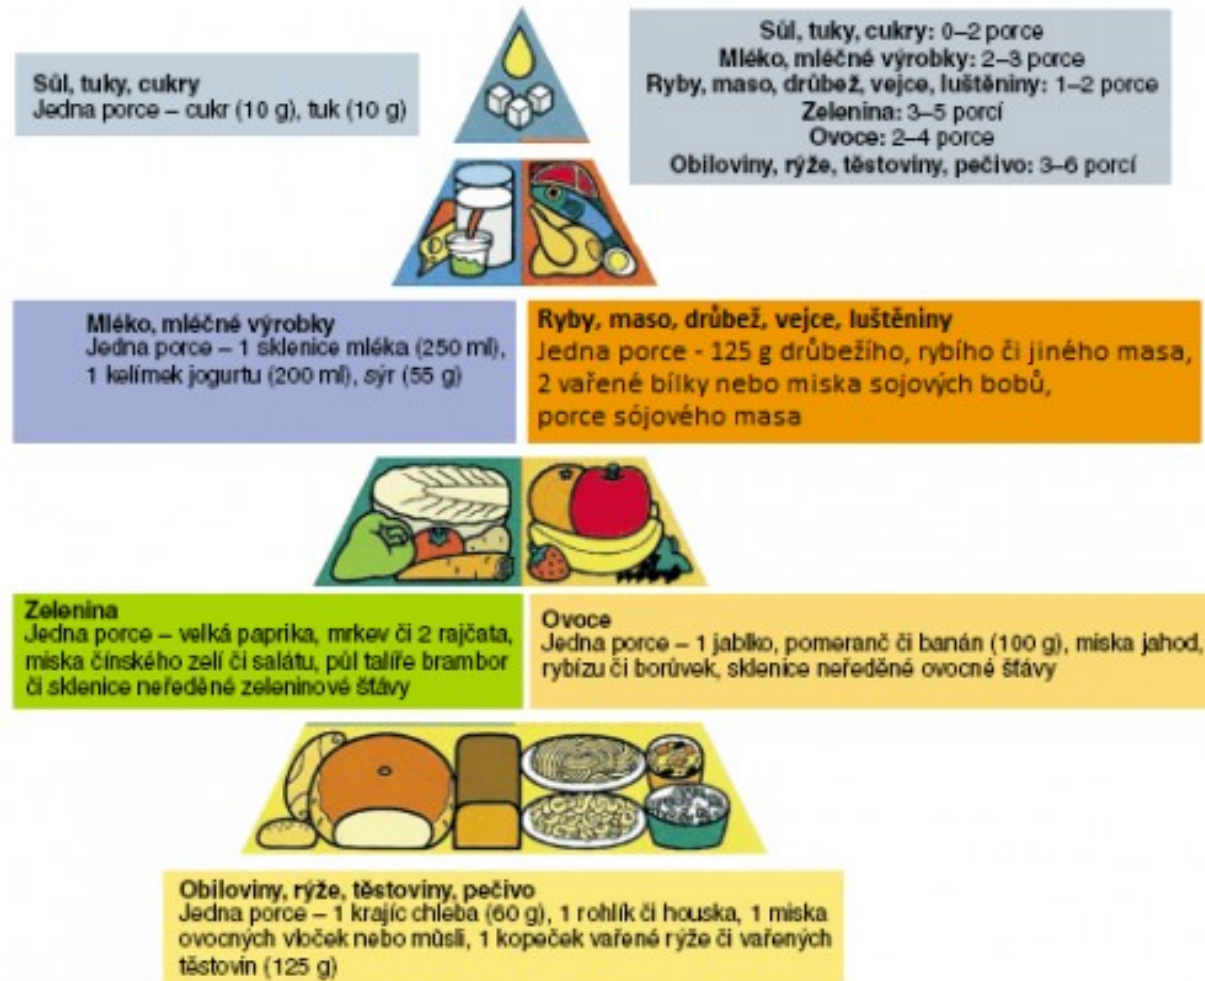 Sůl, tuky, cukry
Jedna porce – cukr (10 g), tuk (10 g)
Sůl, tuky, cukry: 0–2 porce
Mléko, mléčné výrobky: 2–3 porce
Ryby, maso, drůbež, vejce, luštěniny: 1–2 porce
Zelenina: 3–5 porcí
Ovoce: 2–4 porce
Obiloviny, rýže, těstoviny, pečivo: 3–6 porcí
Mléko, mléčné výrobky
Jedna porce – 1 sklenice mléka (250 ml),
1 kelímek jogurtu (200 ml), sýr (55 g)
Ryby, maso, drůbež, vejce, luštěniny
Jedna porce - 125 g drůbežího, rybího či jiného masa,
2 vařené bílky nebo miska sojových bobů,
porce sójového masa
Zelenina
Jedna porce – velká paprika, mrkev či 2 rajčata,
miska čínského zelí či salátu, půl talíře brambor
či sklenice neředěné zeleninové šťávy
Ovoce
Jedna porce – 1 jablko, pomeranč či banán (100 g), miska jahod,
rybízu či borůvek, sklenice neředěné ovocné šťávy
Obiloviny, rýže, těstoviny, pečivo
Jedna porce – 1 krajíc chleba (60 g), 1 rohlík či houska, 1 miska
ovocných vloček nebo müsli, 1 kopeček vařené rýže či vařených
těstovin (125 g)